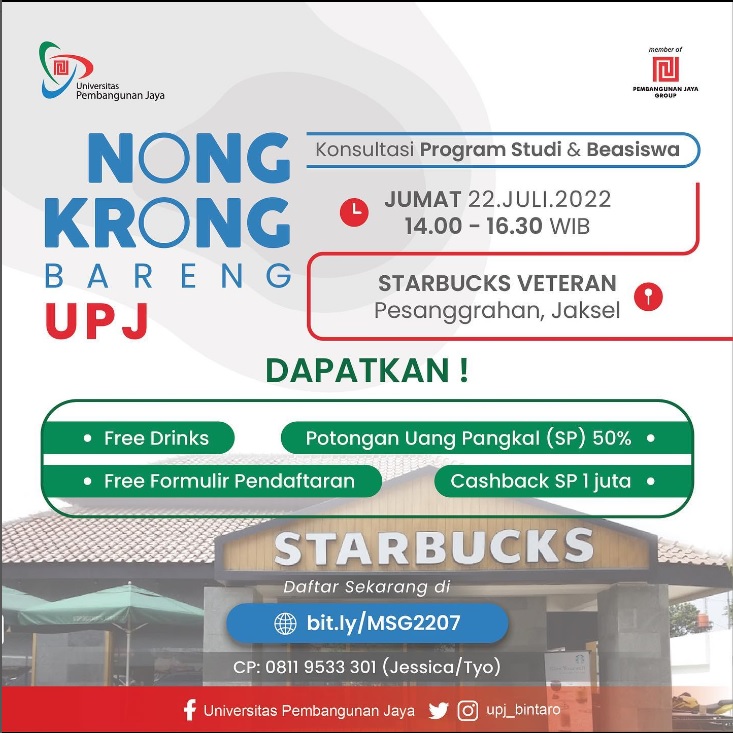 Universitas
Pembangunan Jaya
member of
PEMBANGUNAN JAYA
GROUP
NONG
KRONG
BARENG
UPJ
Konsultasi Program Studi & Beasiswa
JUMAT 22.JULI.2022
14.00 - 16.30 WIB
STARBUCKS VETERAN
Pesanggrahan, Jaksel
DAPATKAN !
• Free Drinks
Potongan Uang Pangkal (SP) 50% •
• Free Formulir Pendaftaran
Cashback SP 1 juta •
STARBUCKS
Daftar Sekarang di
bit.ly/MSG2207
CP: 0811 9533 301 (Jessica/Tyo)
Universitas Pembangunan Jaya
upj_bintaro